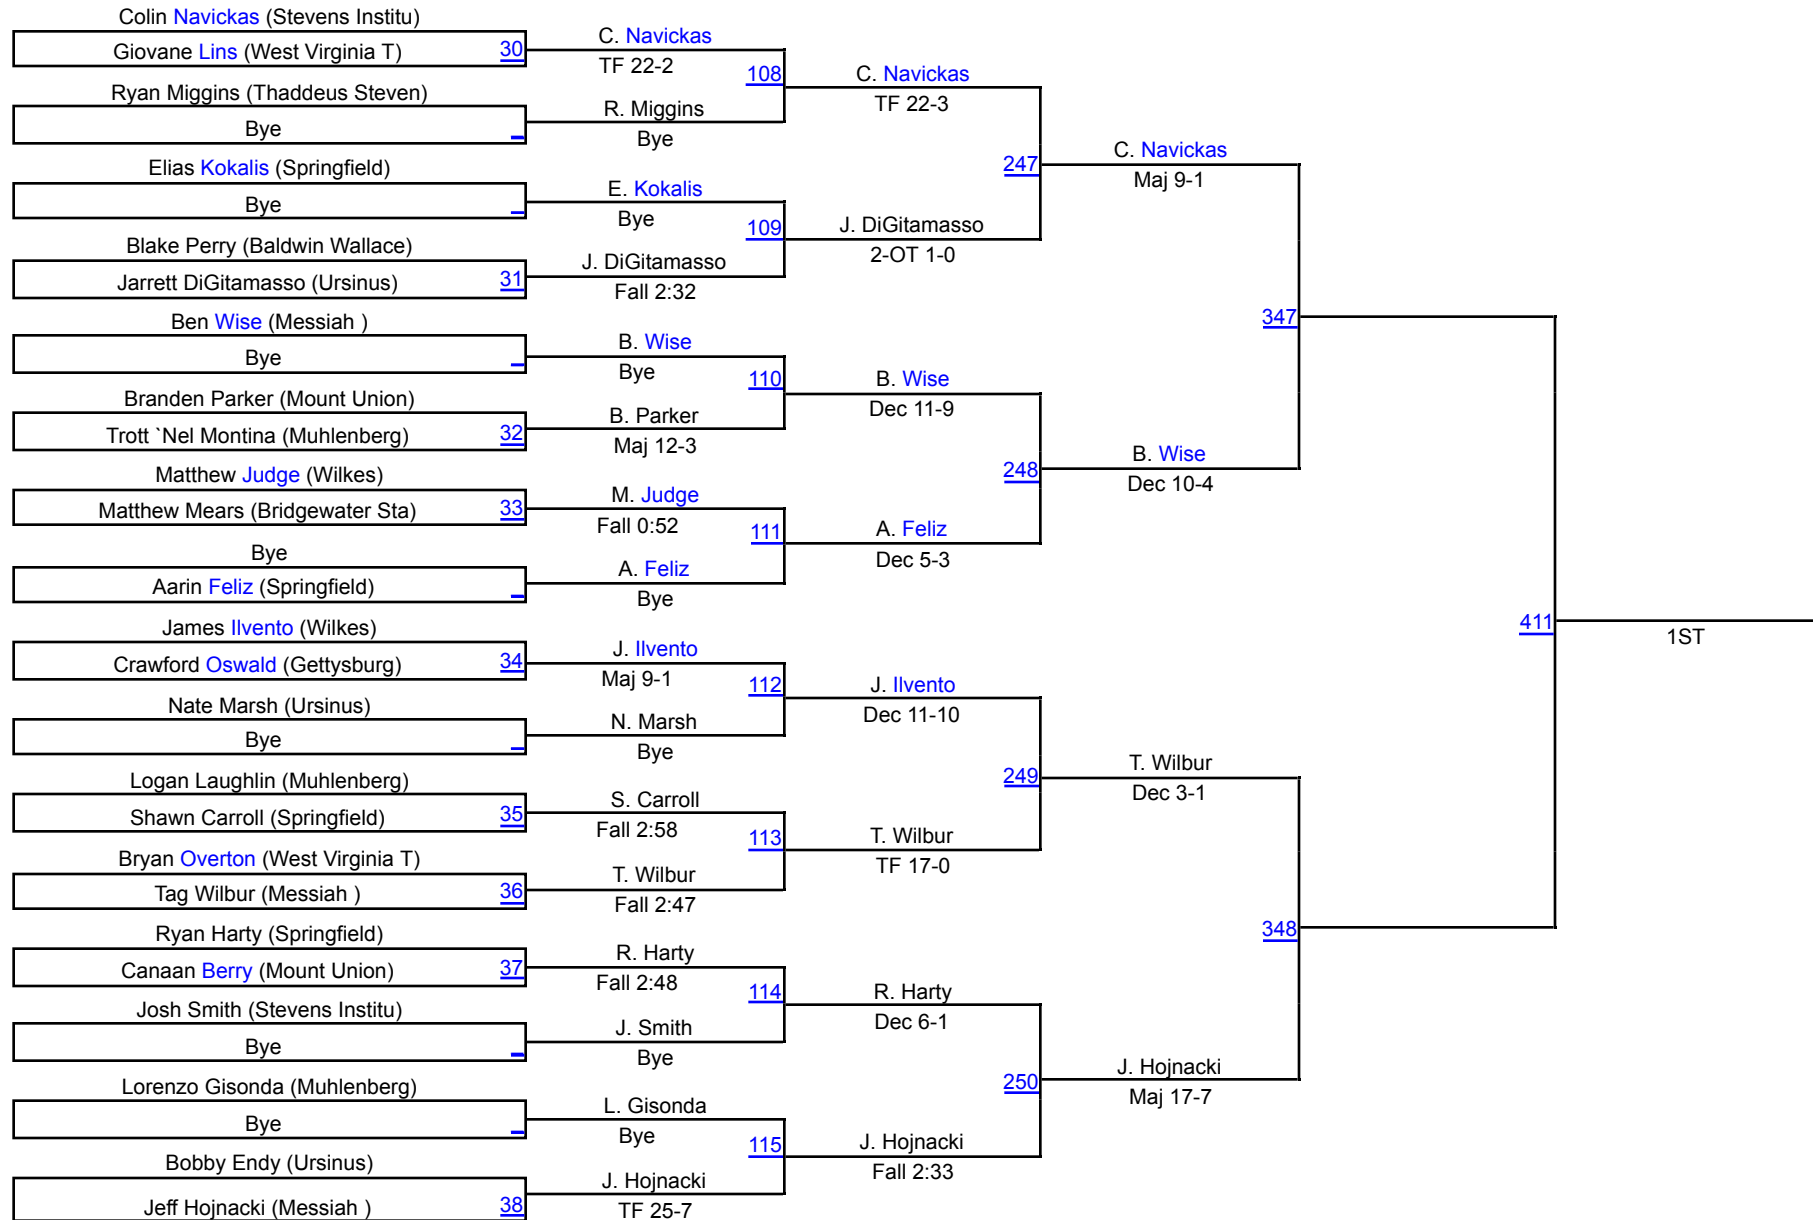 Colin Navickas (Stevens Institu)
Giovane Lins (West Virginia T) 30
Ryan Miggins (Thaddeus Steven)
Bye
Elias Kokalis (Springfield)
Bye
Blake Perry (Baldwin Wallace)
Jarrett DiGitamasso (Ursinus) 31
Ben Wise (Messiah )
Bye
Branden Parker (Mount Union)
Trott `Nel Montina (Muhlenberg) 32
Matthew Judge (Wilkes)
Matthew Mears (Bridgewater Sta) 33
Bye
Aarin Feliz (Springfield)
James Ilvento (Wilkes)
Crawford Oswald (Gettysburg) 34
Nate Marsh (Ursinus)
Bye
Logan Laughlin (Muhlenberg)
Shawn Carroll (Springfield) 35
Bryan Overton (West Virginia T)
Tag Wilbur (Messiah ) 36
Ryan Harty (Springfield)
Canaan Berry (Mount Union) 37
Josh Smith (Stevens Institu)
Bye
Lorenzo Gisonda (Muhlenberg)
Bye
Bobby Endy (Ursinus)
Jeff Hojnacki (Messiah ) 38
C. Navickas
TF 22-2
108
R. Miggins
Bye
E. Kokalis
Bye
109
J. DiGitamasso
Fall 2:32
B. Wise
Bye
110
B. Parker
Maj 12-3
M. Judge
Fall 0:52
111
A. Feliz
Bye
J. Ilvento
Maj 9-1
112
N. Marsh
Bye
S. Carroll
Fall 2:58
113
T. Wilbur
Fall 2:47
R. Harty
Fall 2:48
114
J. Smith
Bye
L. Gisonda
Bye
115
J. Hojnacki
TF 25-7
C. Navickas
TF 22-3
247
J. DiGitamasso
2-OT 1-0
B. Wise
Dec 11-9
248
A. Feliz
Dec 5-3
J. Ilvento
Dec 11-10
249
T. Wilbur
TF 17-0
R. Harty
Dec 6-1
250
J. Hojnacki
Fall 2:33
C. Navickas
Maj 9-1
347
B. Wise
Dec 10-4
T. Wilbur
Dec 3-1
348
J. Hojnacki
Maj 17-7
411
1ST